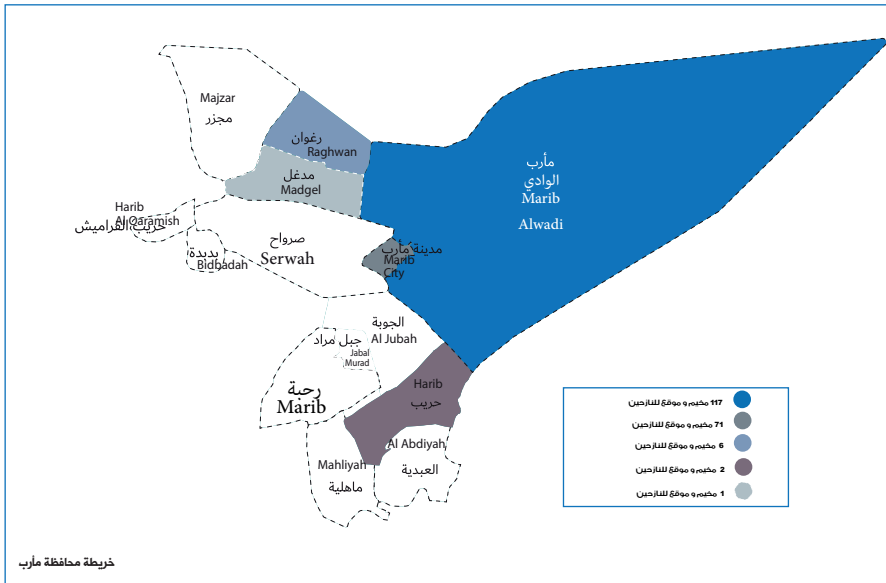 Majzar
مجزر
رغوان
Raghwan
مدغل
Madgel
مأرب
الوادي
Marib
Alwadi
Harib
Al Qaramish
حريب القراميش
بدبدة
Bidbadah
صرواح
Serwah
مدينة مأرب
Marib
City
الجوبة
Al Jubah
جبل مراد
Jabal
Murad
رحبة
Marib
Harib
حريب
Al Abdiyah
العبدية
Mahliyah
ماهلية
117 مخيم و موقع للنازحين
71 مخيم و موقع للنازحين
6 مخيم و موقع للنازحين
2 مخيم و موقع للنازحين
1 مخيم و موقع للنازحين
خريطة محافظة مأرب